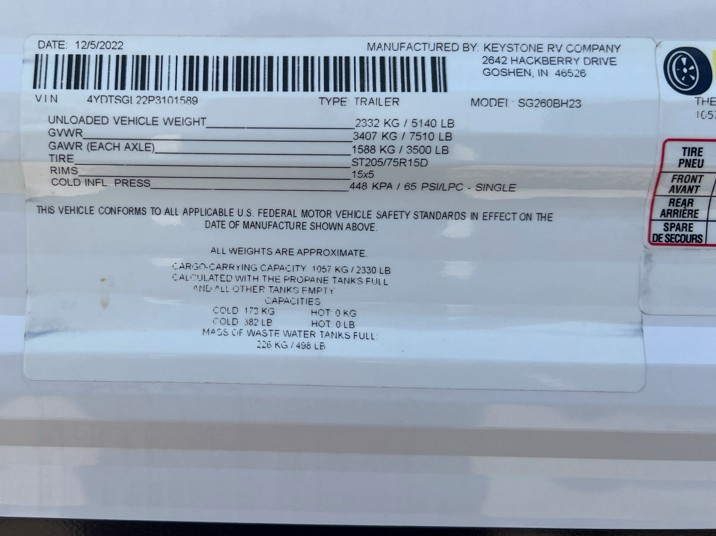 DATE: 12/5/2022
MANUFACTURED BY: KEYSTONE RV COMPANY
2642 HACKBERRY DRIVE
GOSHEN, IN 46526
VIN 4YDTSGL22P3101589 TYPE TRAILER MODEL: SG260BH23
UNLOADED VEHICLE WEIGHT 2332 KG / 5140 LB
GVWR 3407 KG / 7510 LB
GAWR (EACH AXLE) 1588 KG / 3500 LB
TIRE ST205/75R15D
RIMS 15x5
COLD INFL. PRESS 448 KPA / 65 PSI/LPC - SINGLE
THIS VEHICLE CONFORMS TO ALL APPLICABLE U.S. FEDERAL MOTOR VEHICLE SAFETY STANDARDS IN EFFECT ON THE
DATE OF MANUFACTURE SHOWN ABOVE.
ALL WEIGHTS ARE APPROXIMATE.
CARGO-CARRYING CAPACITY 1057 KG / 2330 LB
CALCULATED WITH THE PROPANE TANKS FULL
AND ALL OTHER TANKS EMPTY
CAPACITIES
COLD: 173 KG HOT: 0 KG
COLD: 382 LB HOT: 0 LB
MASS OF WASTE WATER TANKS FULL:
226 KG / 498 LB
THE
TIRE
PNEU
FRONT
AVANT
REAR
ARRIÈRE
SPARE
DE SECOURS